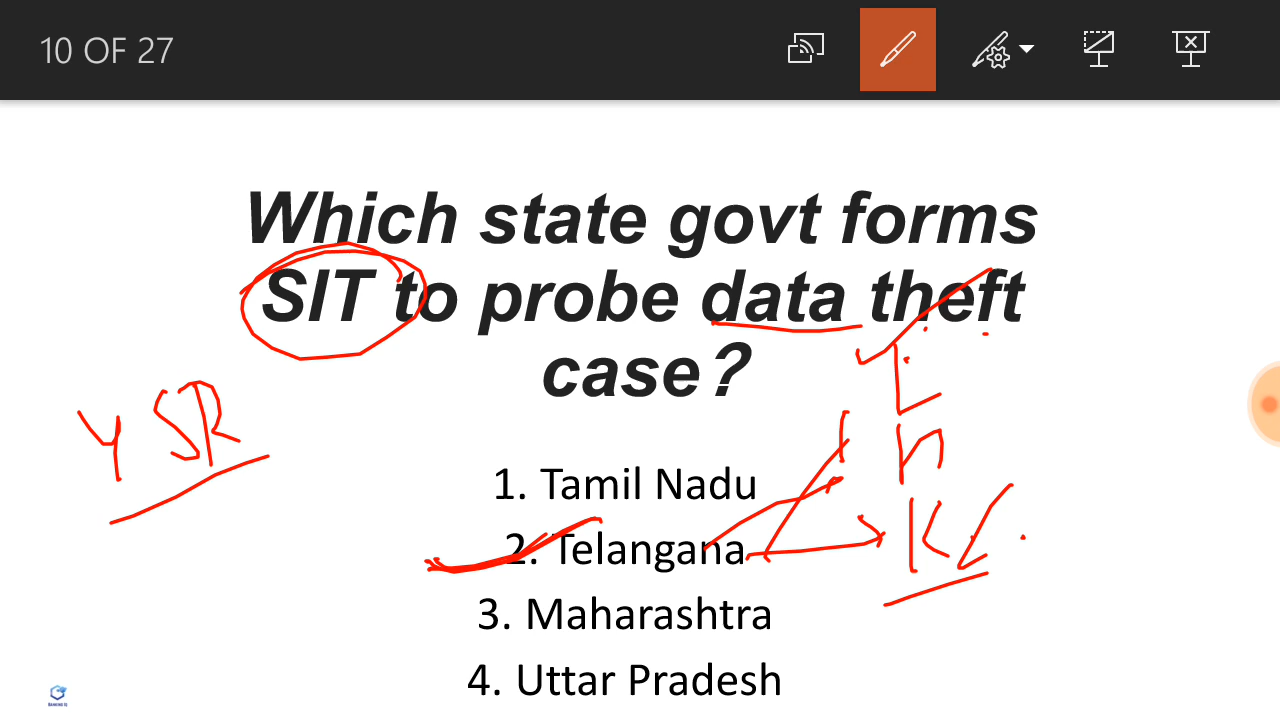 10 OF 27
Which state govt forms
SIT to probe data theft
case?
YSR
1. Tamil Nadu
2. Telangana
3. Maharashtra
4. Uttar Pradesh